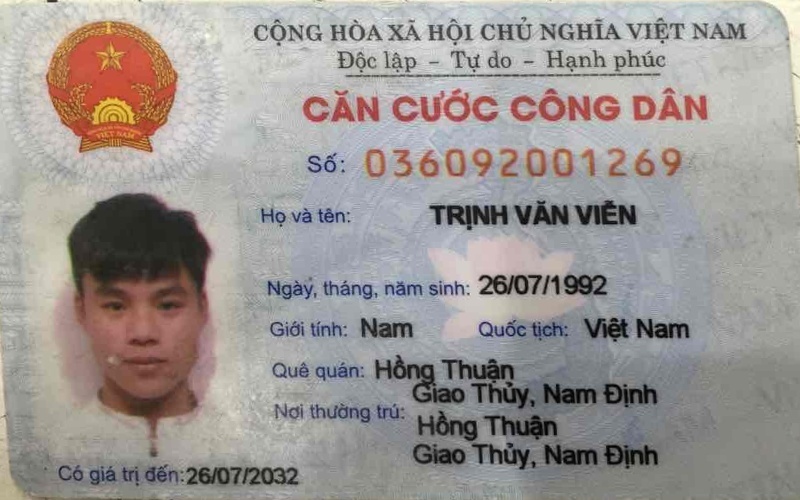 CỘNG HÒA XÃ HỘI CHỦ NGHĨA VIỆT NAM
Độc lập - Tự do - Hạnh phúc
CĂN CƯỚC CÔNG DÂN
Số: 036092001269
Họ và tên: TRỊNH VĂN VIỄN
Ngày, tháng, năm sinh: 26/07/1992
Giới tính: Nam Quốc tịch: Việt Nam
Quê quán: Hồng Thuận
Giao Thủy, Nam Định
Nơi thường trú: Hồng Thuận
Giao Thủy, Nam Định
Có giá trị đến: 26/07/2032
VIỆT NAM